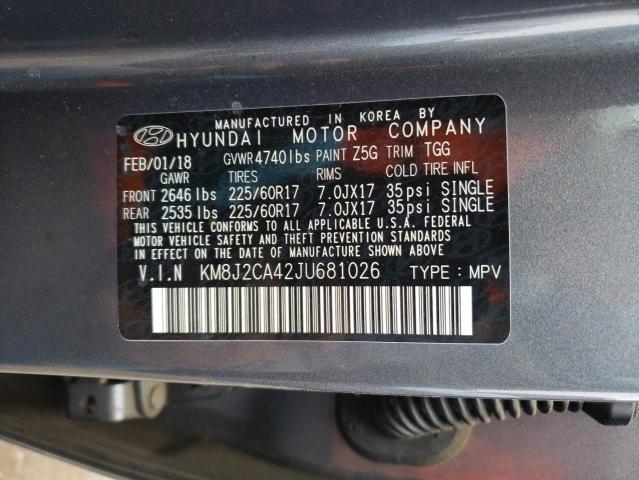 MANUFACTURED IN KOREA BY
HYUNDAI MOTOR COMPANY
FEB/01/18 GVWR 4740lbs PAINT Z5G TRIM TGG
GAWR TIRES RIMS COLD TIRE INFL
FRONT 2646 lbs 225/60R17 7.0JX17 35psi SINGLE
REAR 2535 lbs 225/60R17 7.0JX17 35psi SINGLE
THIS VEHICLE CONFORMS TO ALL APPLICABLE U.S. FEDERAL
MOTOR VEHICLE SAFETY AND THEFT PREVENTION STANDARDS
IN EFFECT ON THE DATE OF MANUFACTURE SHOWN ABOVE.
V.I.N KM8J2CA42JU681026 TYPE : MPV